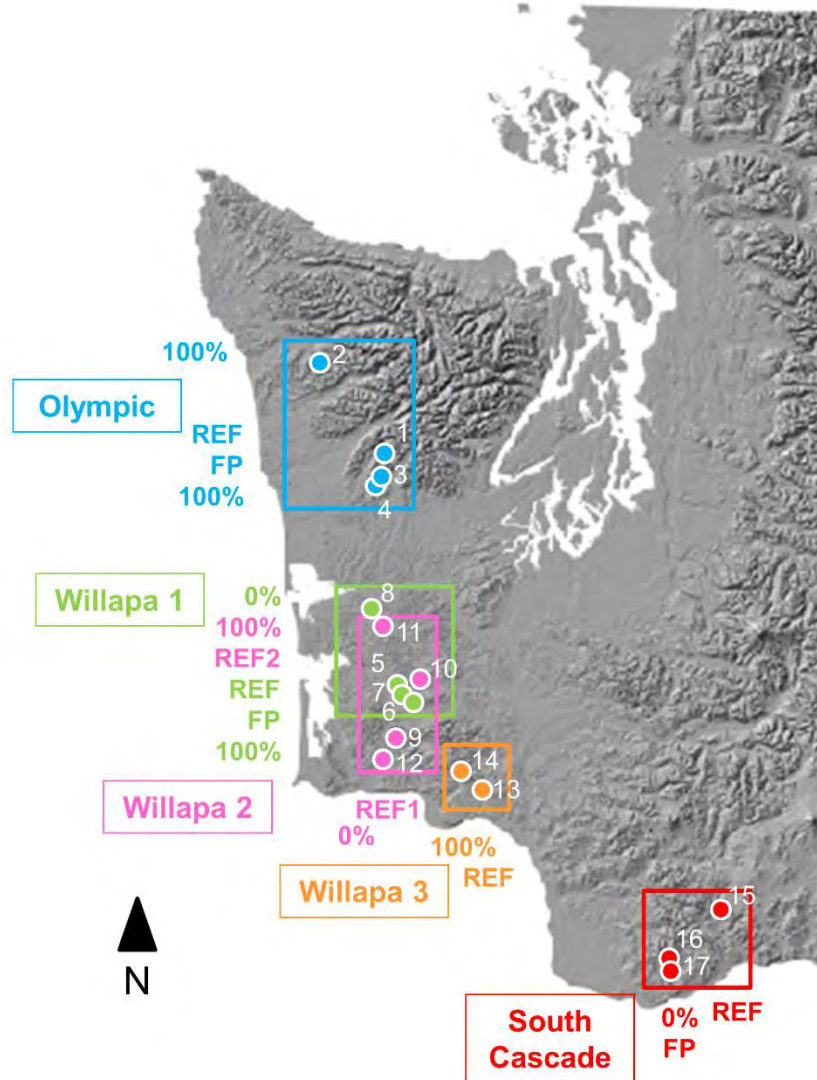 100%
2
Olympic
REF
1
FP
3
100%
4
Willapa 1
0%
8
100%
11
REF2
5
10
REF
7
FP
6
100%
9
12
14
13
Willapa 2
REF1
0%
100%
Willapa 3
REF
15
16
17
N
South
Cascade
0%
REF
FP